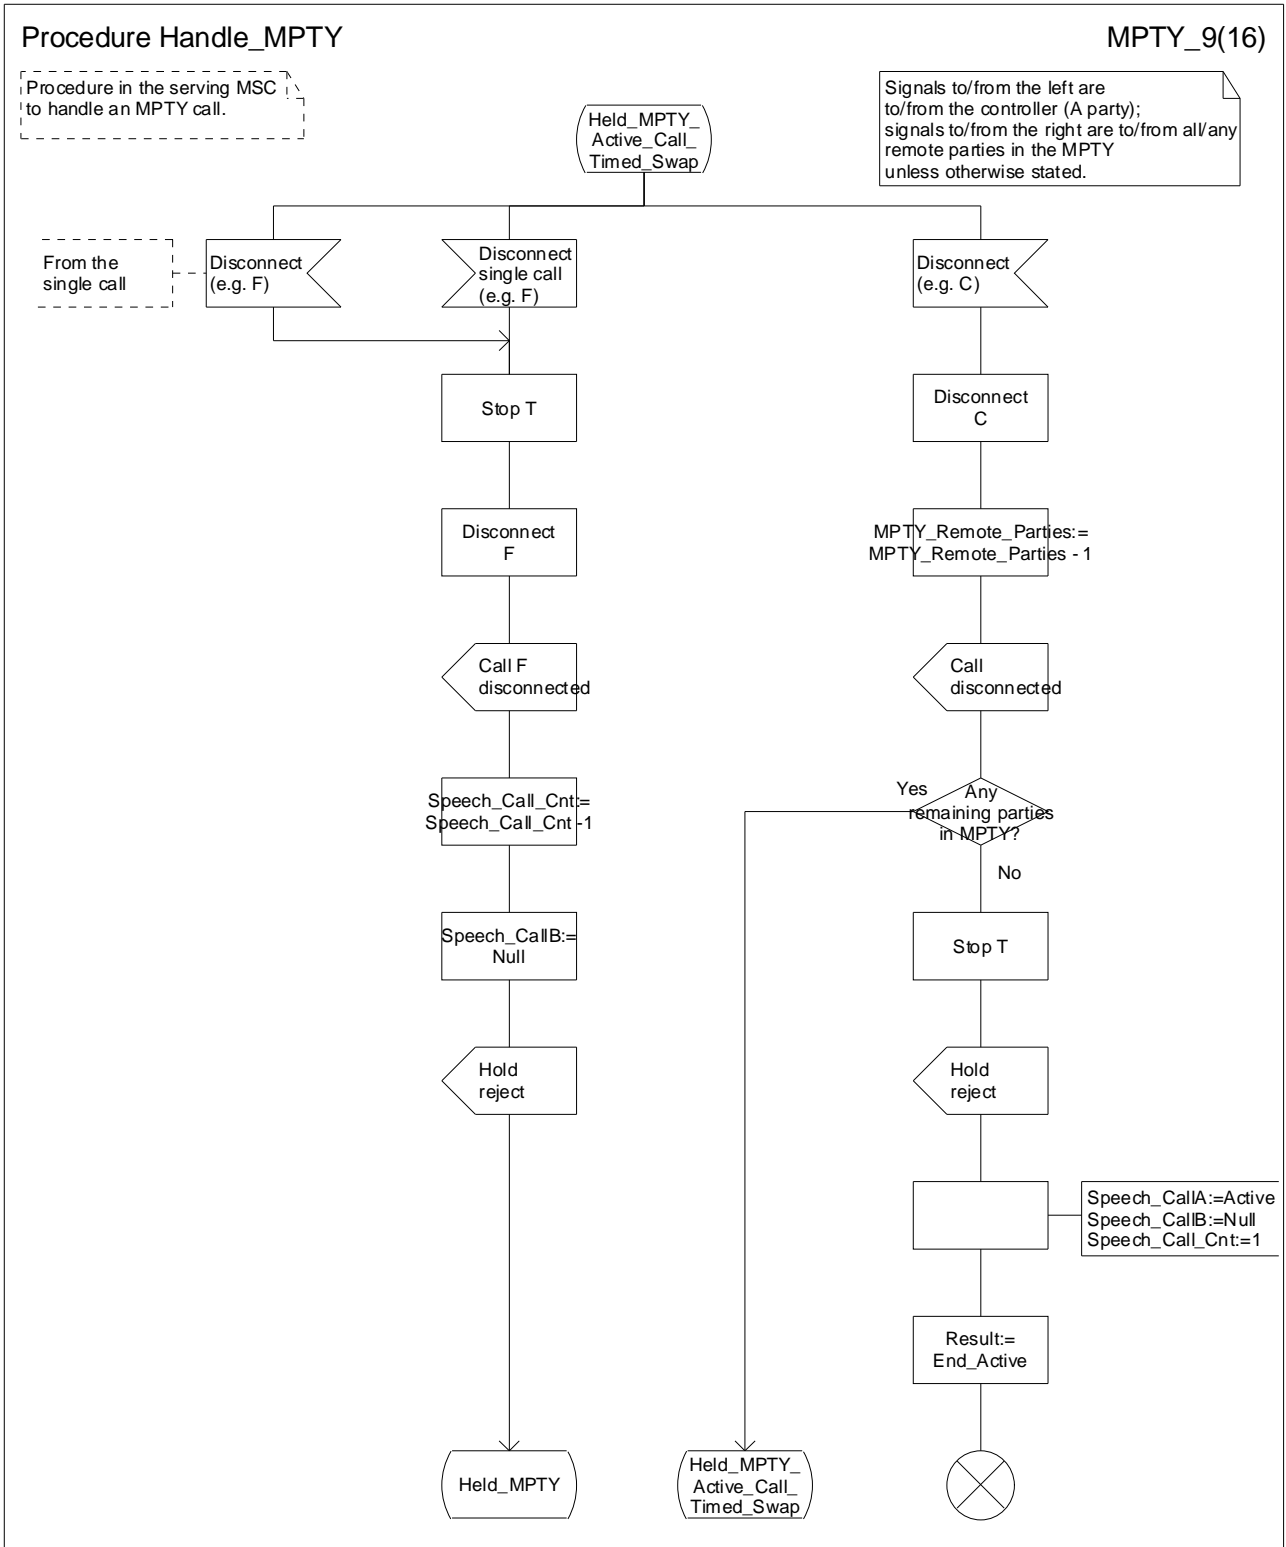 Procedure Handle_MPTY
MPTY_9(16)
Procedure in the serving MSC
to handle an MPTY call.
Signals to/from the left are
to/from the controller (A party);
signals to/from the right are to/from all/any
remote parties in the MPTY
unless otherwise stated.
Held_MPTY_
Active_Call_
Timed_Swap
From the
single call
Disconnect
(e.g. F)
Disconnect
single call
(e.g. F)
Disconnect
(e.g. C)
Stop T
Disconnect
C
Disconnect
F
MPTY_Remote_Parties:=
MPTY_Remote_Parties - 1
Call F
disconnected
Call
disconnected
Speech_Call_Cnt:=
Speech_Call_Cnt -1
Yes
Any
remaining parties
in MPTY?
No
Speech_CallB:=
Null
Stop T
Hold
reject
Hold
reject
Speech_CallA:=Active
Speech_CallB:=Null
Speech_Call_Cnt:=1
Result:=
End_Active
Held_MPTY
Held_MPTY_
Active_Call_
Timed_Swap